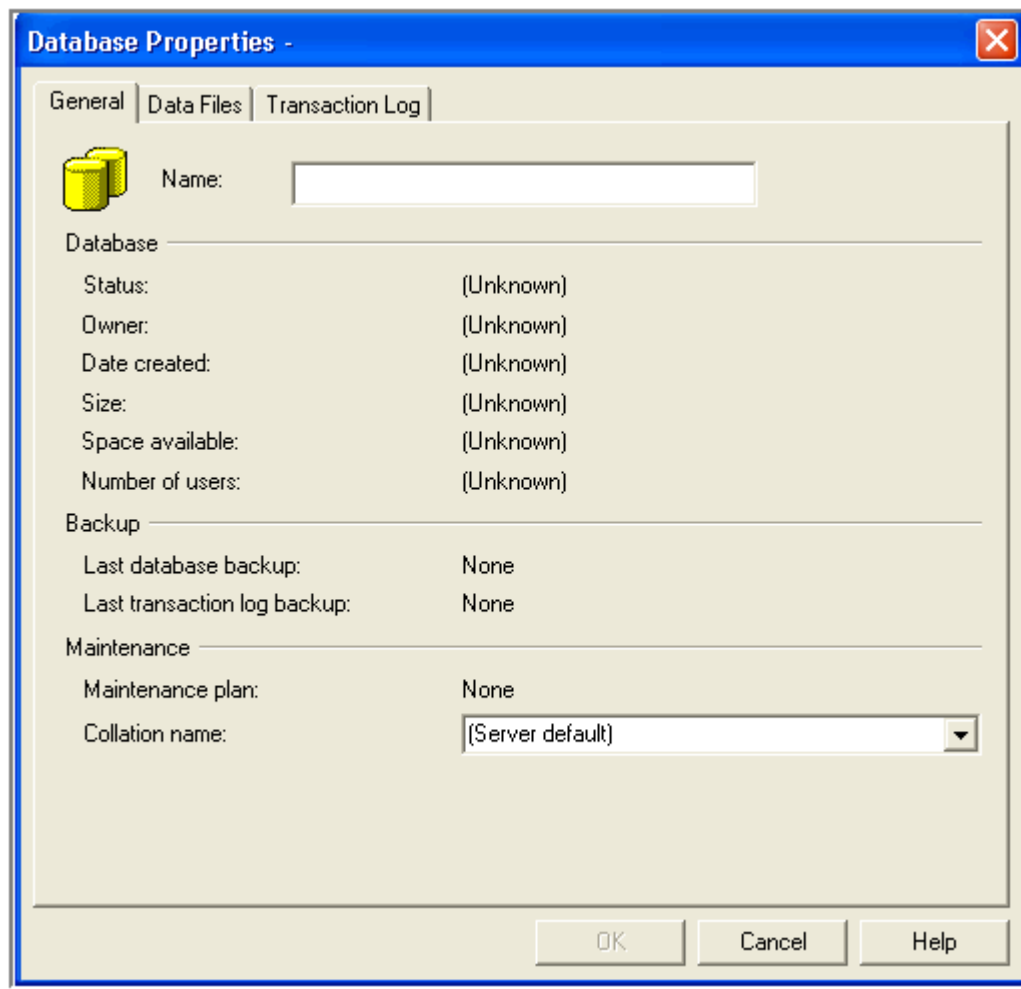 Database Properties -
General Data Files Transaction Log
Name:
Database
Status: (Unknown)
Owner: (Unknown)
Date created: (Unknown)
Size: (Unknown)
Space available: (Unknown)
Number of users: (Unknown)
Backup
Last database backup: None
Last transaction log backup: None
Maintenance
Maintenance plan: None
Collation name: (Server default)
OK Cancel Help